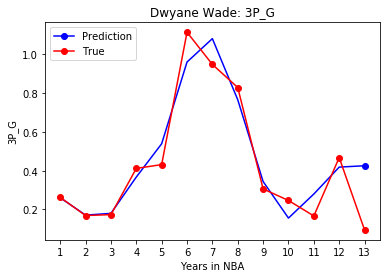 Dwyane Wade: 3P_G
Prediction
True
3P_G
1.0
0.8
0.6
0.4
0.2
1 2 3 4 5 6 7 8 9 10 11 12 13
Years in NBA